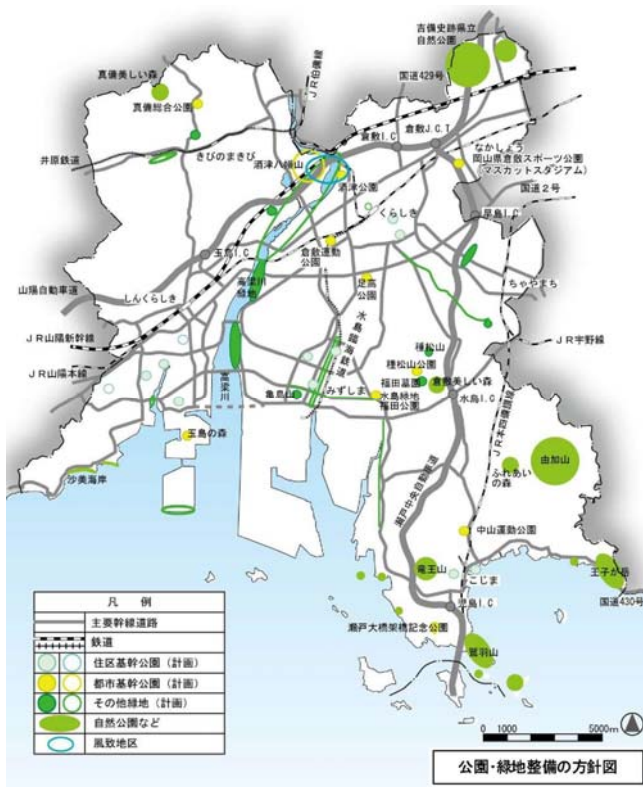 吉備史跡県立
自然公園
真備美しい森
国道429号
JR伯備線
真備総合公園
倉敷I.C
倉敷J.C.T
なかしょう
岡山県倉敷スポーツ公園
(マスカットスタジアム)
井原鉄道
きびのまきび
酒津八幡山
酒津公園
国道2号
くらしき
早島I.C
玉島I.C
倉敷運動
公園
高梁川
緑地
足高
公園
山陽自動車道
しんくらしき
ちゃやまち
水島臨海鉄道
JR山陽新幹線
種松山
JR宇野線
JR山陽本線
種松山公園
高梁川
亀島山
みずしま
福田墓園
倉敷美しい森
水島緑地
福田公園
水島I.C
JR本四備讃線
玉島の森
由加山
ふれあい
の森
沙美海岸
瀬戸中央自動車道
中山運動公園
竜王山
こじま
王子が岳
児島I.C
国道430号
瀬戸大橋架橋記念公園
鷲羽山
凡 例
主要幹線道路
鉄道
住区基幹公園(計画)
都市基幹公園(計画)
その他緑地(計画)
自然公園など
風致地区
0 1000 5000m
公園・緑地整備の方針図